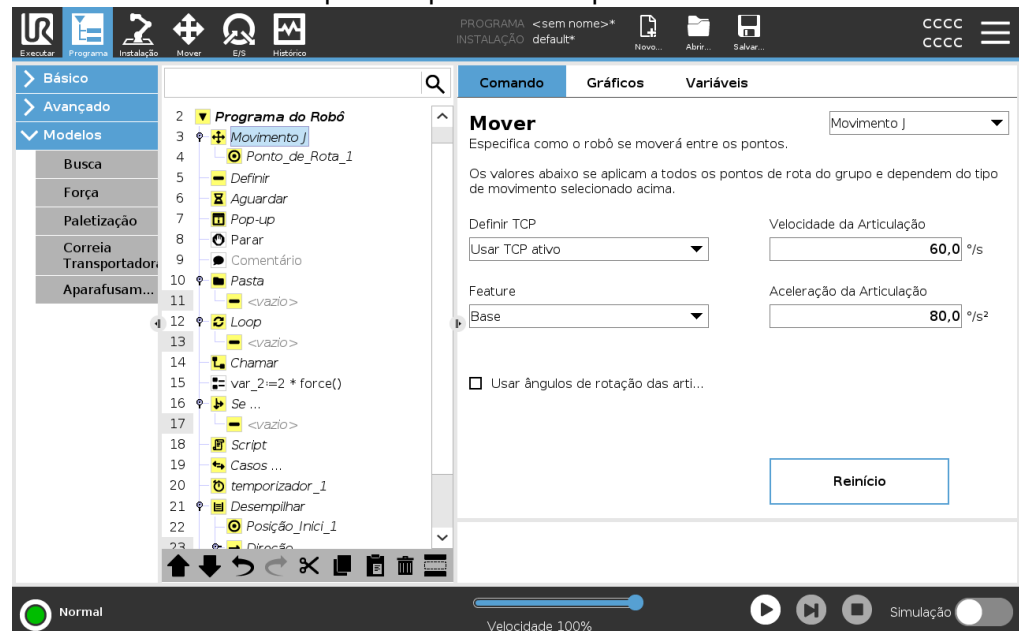 PROGRAMA <sem nome>*
INSTALAÇÃO default*
UR
Executar
Programa
Instalação
Mover
E/S
Histórico
Novo...
Abrir...
Salvar...
cccc
cccc
Básico
Avançado
Modelos
Busca
Força
Paletização
Correia
Transportadora
Aparafusam...
2 Programa do Robô
3 Movimento J
4 Ponto_de_Rota_1
5 Definir
6 Aguardar
7 Pop-up
8 Parar
9 Comentário
10 Pasta
11 <vazio>
12 Loop
13 <vazio>
14 Chamar
15 var_2:=2 * force()
16 Se ...
17 <vazio>
18 Script
19 Casos ...
20 temporizador_1
21 Desempilhar
22 Posição_Inici_1
23 Direção
Comando
Gráficos
Variáveis
Mover
Movimento J
Especifica como o robô se moverá entre os pontos.
Os valores abaixo se aplicam a todos os pontos de rota do grupo e dependem do tipo
de movimento selecionado acima.
Definir TCP
Velocidade da Articulação
Usar TCP ativo
60,0 °/s
Feature
Aceleração da Articulação
Base
80,0 °/s²
Usar ângulos de rotação das arti...
Reinício
Normal
Velocidade 100%
Simulação